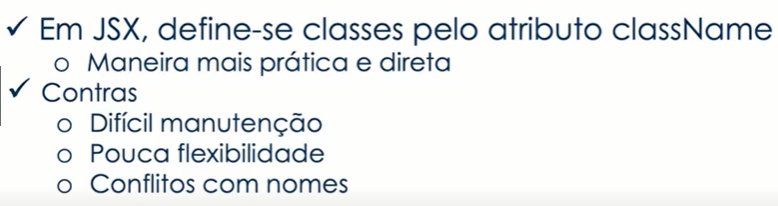 ✓ Em JSX, define-se classes pelo atributo className
o Maneira mais prática e direta
✓ Contras
o Difícil manutenção
o Pouca flexibilidade
o Conflitos com nomes